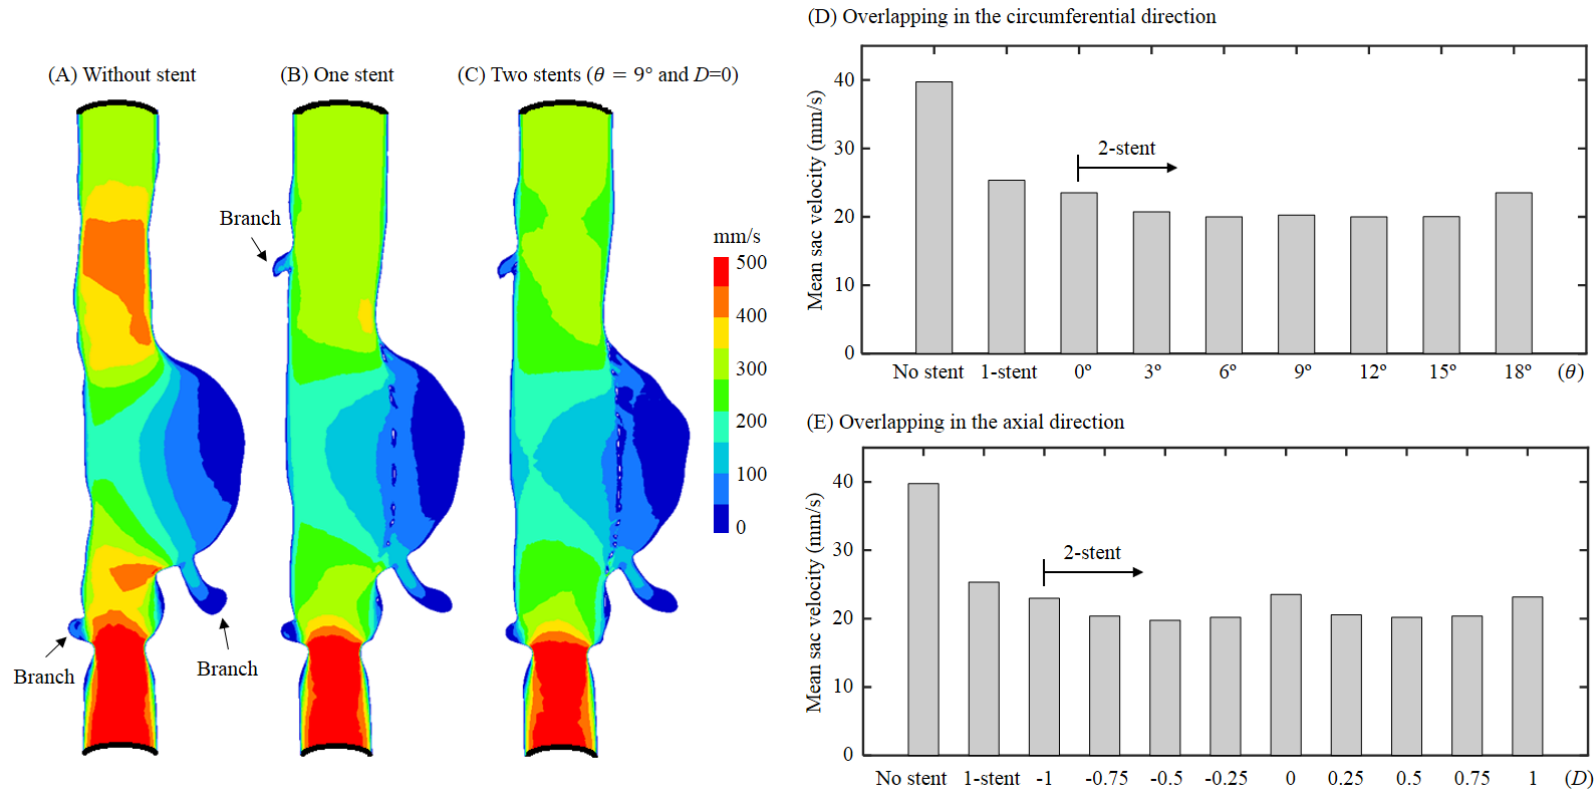 (A) Without stent
(B) One stent
(C) Two stents (θ = 9° and D=0)
Branch
Branch
Branch
mm/s
500
400
300
200
100
0
(D) Overlapping in the circumferential direction
Mean sac velocity (mm/s)
40
30
20
10
0
2-stent
No stent 1-stent 0° 3° 6° 9° 12° 15° 18° (θ)
(E) Overlapping in the axial direction
Mean sac velocity (mm/s)
40
30
20
10
0
2-stent
No stent 1-stent -1 -0.75 -0.5 -0.25 0 0.25 0.5 0.75 1 (D)